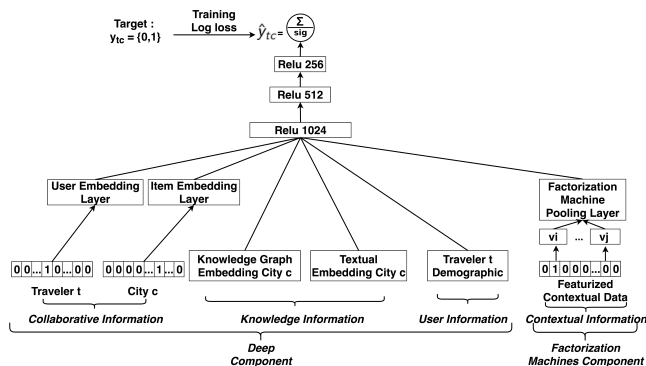 Target :
y_tc = {0,1}
Training
Log loss
ŷ_tc =
Σ
sig
Relu 256
Relu 512
Relu 1024
User Embedding
Layer
Item Embedding
Layer
Factorization
Machine
Pooling Layer
vi ... vj
Knowledge Graph
Embedding City c
Textual
Embedding City c
Traveler t
Demographic
0 0 ... 1 0 ... 0 0
0 0 0 0 ... 1 ... 0
0 1 0 0 0 ... 0 0
Traveler t
City c
Featurized
Contextual Data
Collaborative Information
Knowledge Information
User Information
Contextual Information
Deep
Component
Factorization
Machines Component